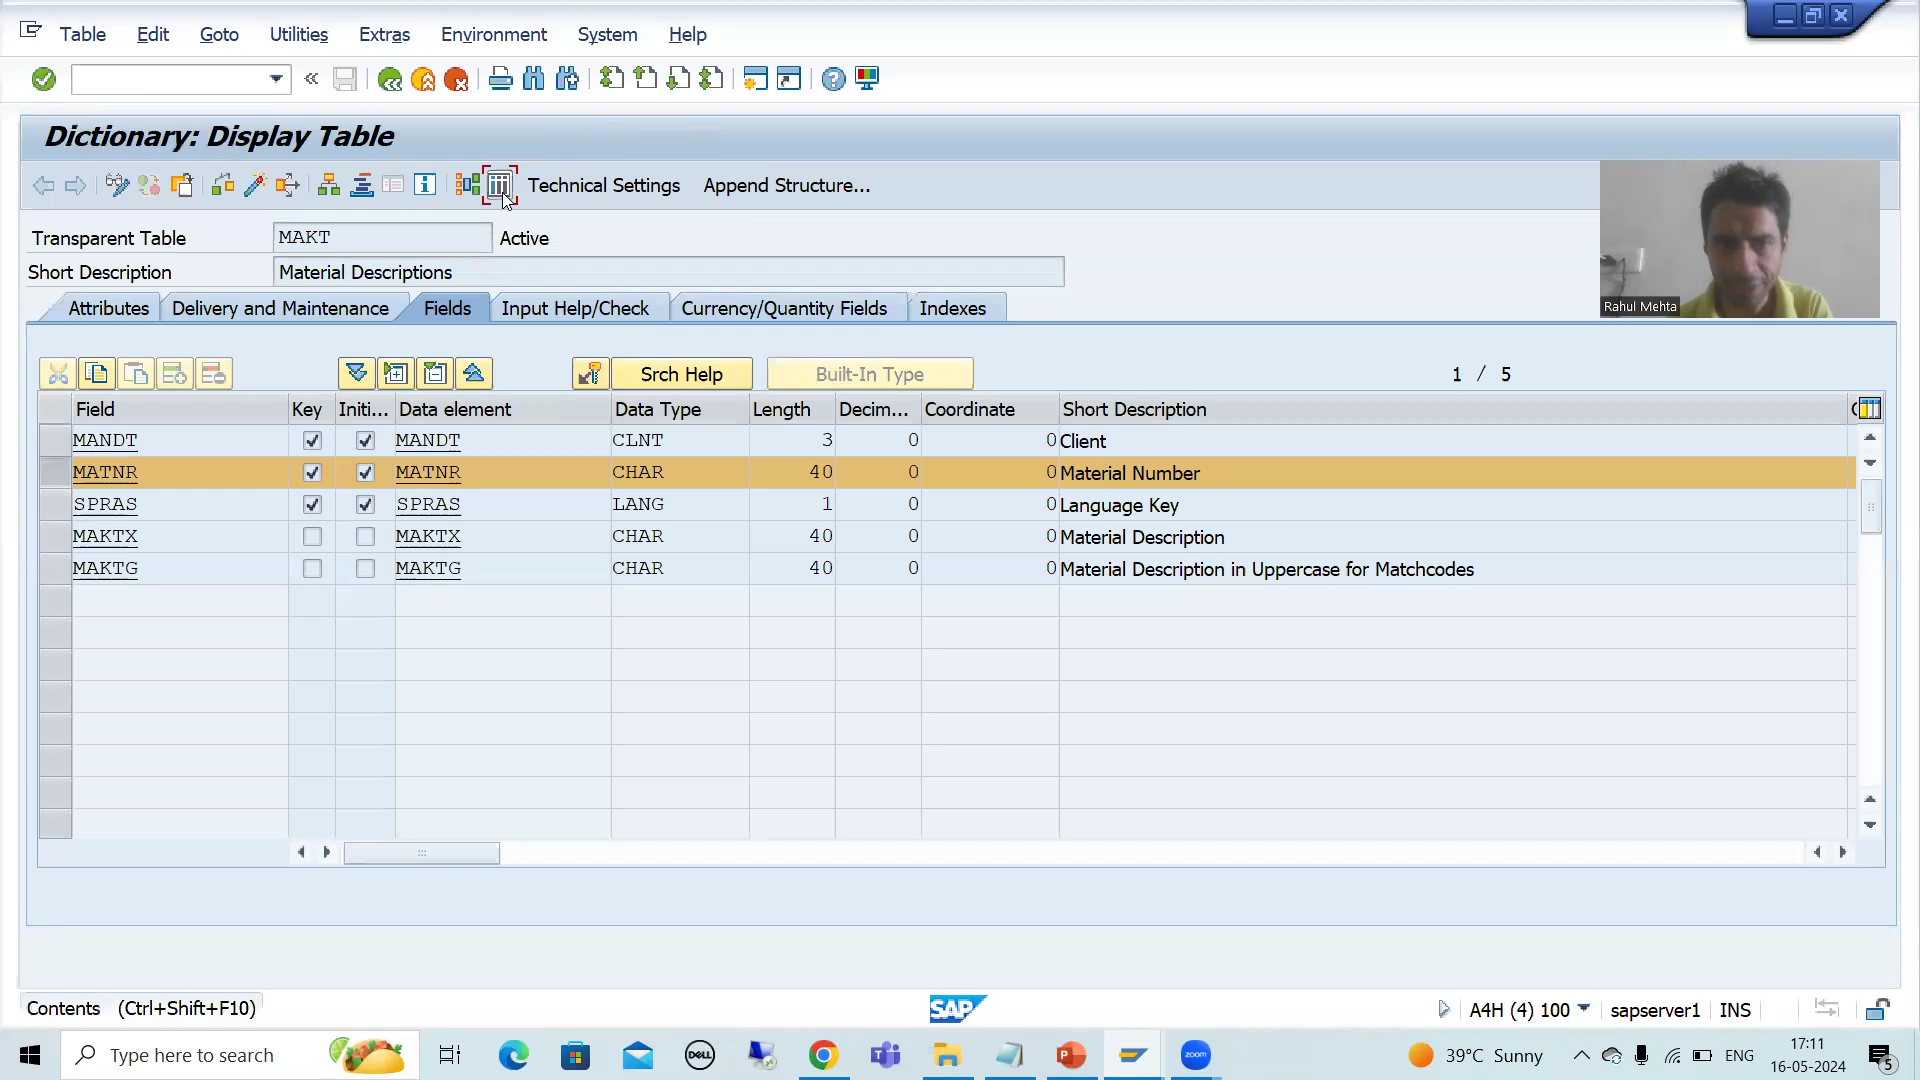 Table Edit Goto Utilities Extras Environment System Help
Dictionary: Display Table
Technical Settings Append Structure...
Transparent Table MAKT Active
Short Description Material Descriptions
Rahul Mehta
Attributes Delivery and Maintenance Fields Input Help/Check Currency/Quantity Fields Indexes
Srch Help Built-In Type 1 / 5
Field Key Initi... Data element Data Type Length Decim... Coordinate Short Description
MANDT MANDT CLNT 3 0 0 Client
MATNR MATNR CHAR 40 0 0 Material Number
SPRAS SPRAS LANG 1 0 0 Language Key
MAKTX MAKTX CHAR 40 0 0 Material Description
MAKTG MAKTG CHAR 40 0 0 Material Description in Uppercase for Matchcodes
Contents (Ctrl+Shift+F10) SAP A4H (4) 100 sapserver1 INS
Type here to search DELL zoom 39°C Sunny ENG 17:11
16-05-2024 5